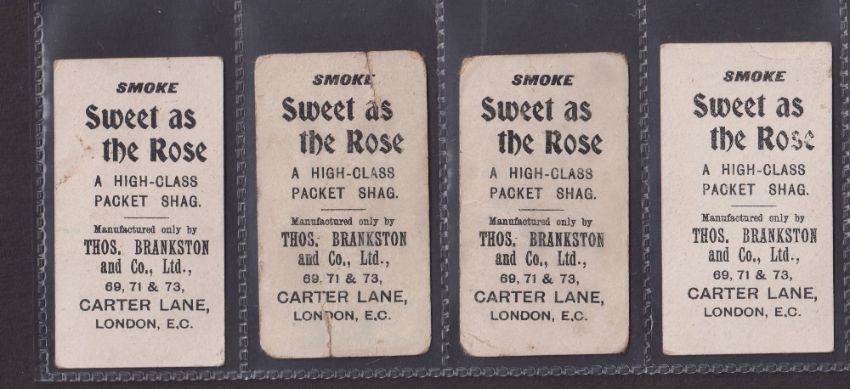 SMOKE
Sweet as
the Rose
A HIGH-CLASS
PACKET SHAG.
Manufactured only by
THOS. BRANKSTON
and Co., Ltd.,
69, 71 & 73,
CARTER LANE,
LONDON, E.C.
SMOKE
Sweet as
the Rose
A HIGH-CLASS
PACKET SHAG.
Manufactured only by
THOS. BRANKSTON
and Co., Ltd.,
69, 71 & 73,
CARTER LANE,
LONDON, E.C.
SMOKE
Sweet as
the Rose
A HIGH-CLASS
PACKET SHAG.
Manufactured only by
THOS. BRANKSTON
and Co., Ltd.,
69, 71 & 73,
CARTER LANE,
LONDON, E.C.
SMOKE
Sweet as
the Rose
A HIGH-CLASS
PACKET SHAG.
Manufactured only by
THOS. BRANKSTON
and Co., Ltd.,
69, 71 & 73,
CARTER LANE,
LONDON, E.C.